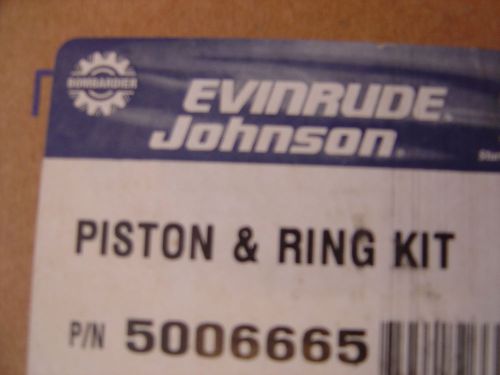 BOMBARDIER
EVINRUDE
Johnson
PISTON & RING KIT
P/N 5006665